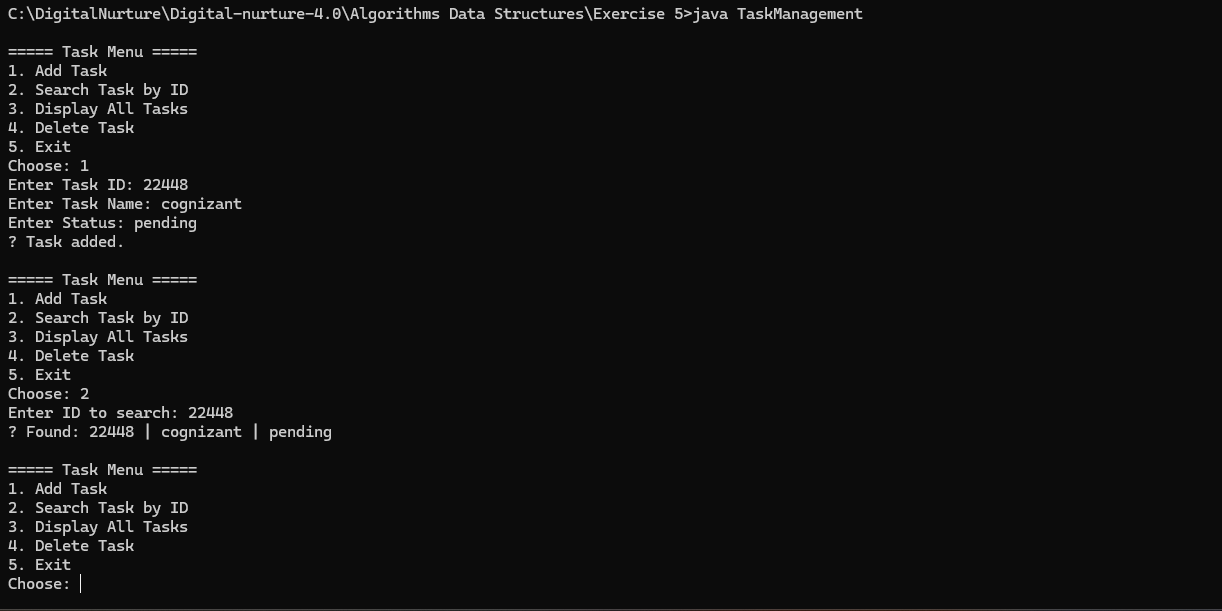 C:\DigitalNurture\Digital-nurture-4.0\Algorithms Data Structures\Exercise 5>java TaskManagement
===== Task Menu =====
1. Add Task
2. Search Task by ID
3. Display All Tasks
4. Delete Task
5. Exit
Choose: 1
Enter Task ID: 22448
Enter Task Name: cognizant
Enter Status: pending
? Task added.
===== Task Menu =====
1. Add Task
2. Search Task by ID
3. Display All Tasks
4. Delete Task
5. Exit
Choose: 2
Enter ID to search: 22448
? Found: 22448 | cognizant | pending
===== Task Menu =====
1. Add Task
2. Search Task by ID
3. Display All Tasks
4. Delete Task
5. Exit
Choose: